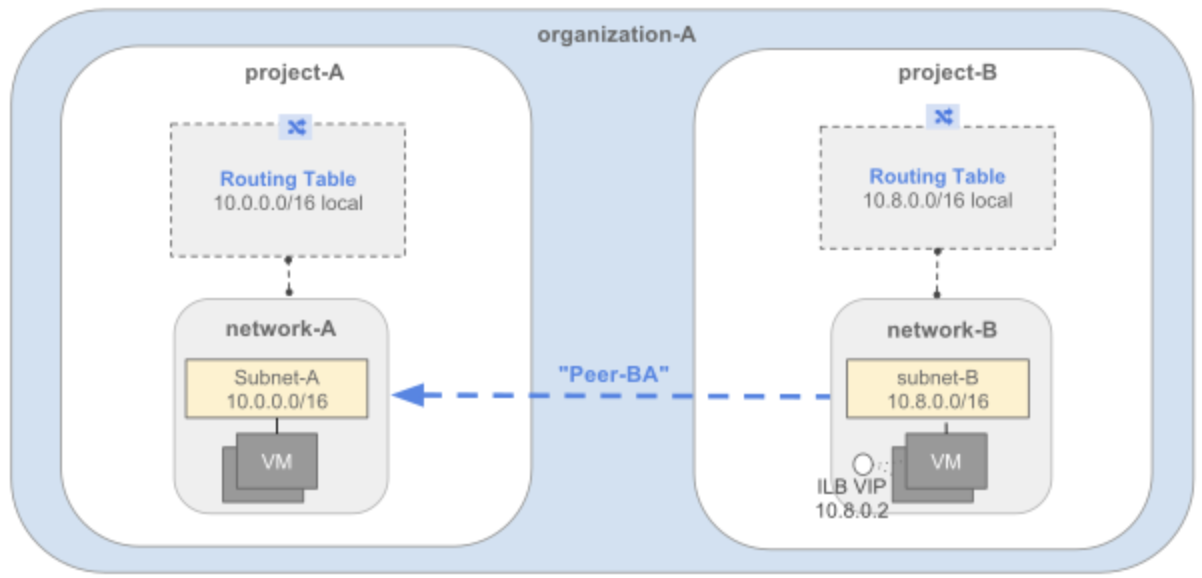 organization-A
project-A
Routing Table
10.0.0.0/16 local
network-A
Subnet-A
10.0.0.0/16
VM
"Peer-BA"
project-B
Routing Table
10.8.0.0/16 local
network-B
subnet-B
10.8.0.0/16
VM
ILB VIP
10.8.0.2